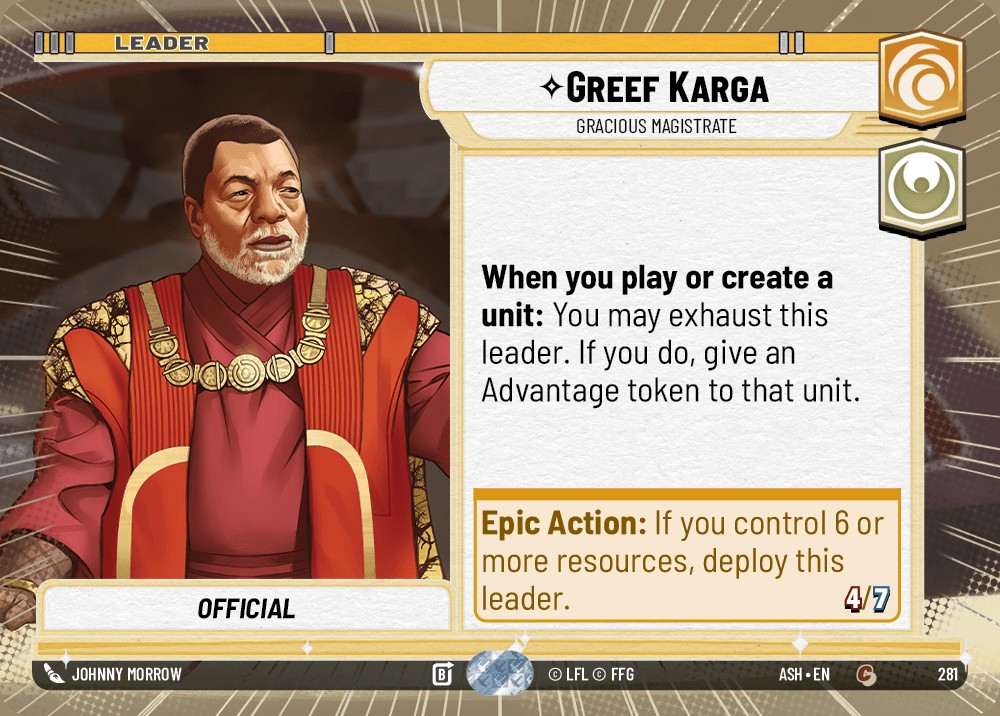 LEADER
✧GREEF KARGA
GRACIOUS MAGISTRATE
When you play or create a
unit: You may exhaust this
leader. If you do, give an
Advantage token to that unit.
Epic Action: If you control 6 or
more resources, deploy this
leader.
4/7
OFFICIAL
JOHNNY MORROW
B
© LFL © FFG
ASH • EN
C
281